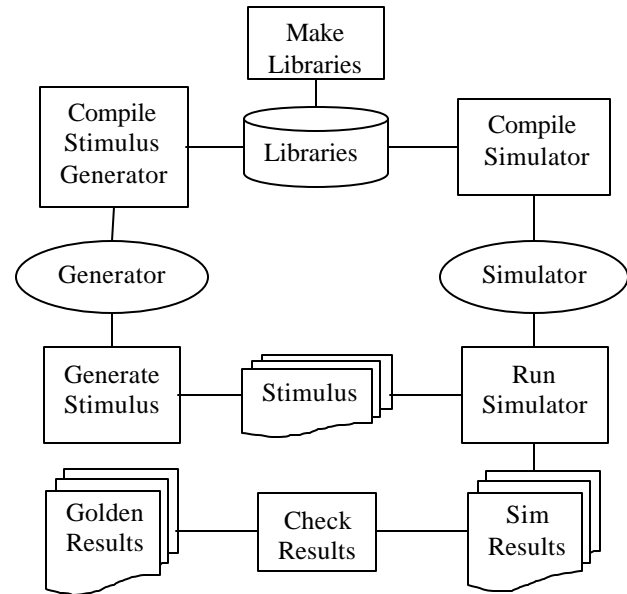 Make
Libraries
Compile
Stimulus
Generator
Libraries
Compile
Simulator
Generator
Simulator
Generate
Stimulus
Stimulus
Run
Simulator
Golden
Results
Check
Results
Sim
Results